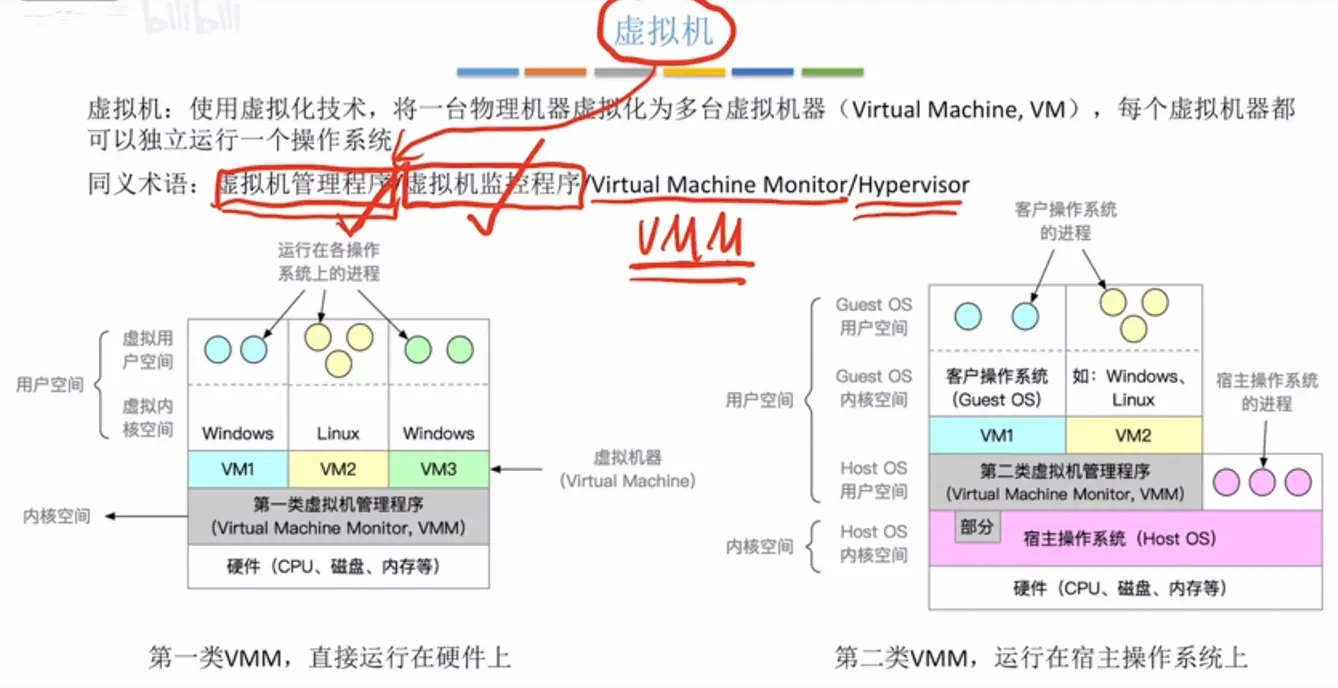 bilibili
虚拟机
虚拟机：使用虚拟化技术，将一台物理机器虚拟化为多台虚拟机器（Virtual Machine, VM），每个虚拟机器都
可以独立运行一个操作系统
同义术语：虚拟机管理程序/虚拟机监控程序/Virtual Machine Monitor/Hypervisor
VMM
运行在各操作
系统上的进程
用户空间
虚拟用
户空间
虚拟内
核空间
Windows
Linux
Windows
VM1
VM2
VM3
虚拟机器
(Virtual Machine)
内核空间
第一类虚拟机管理程序
(Virtual Machine Monitor, VMM)
硬件（CPU、磁盘、内存等）
第一类VMM，直接运行在硬件上
客户操作系统
的进程
用户空间
Guest OS
用户空间
Guest OS
内核空间
客户操作系统
(Guest OS)
如：Windows、
Linux
宿主操作系统
的进程
VM1
VM2
Host OS
用户空间
第二类虚拟机管理程序
(Virtual Machine Monitor, VMM)
内核空间
Host OS
内核空间
部分
宿主操作系统（Host OS）
硬件（CPU、磁盘、内存等）
第二类VMM，运行在宿主操作系统上